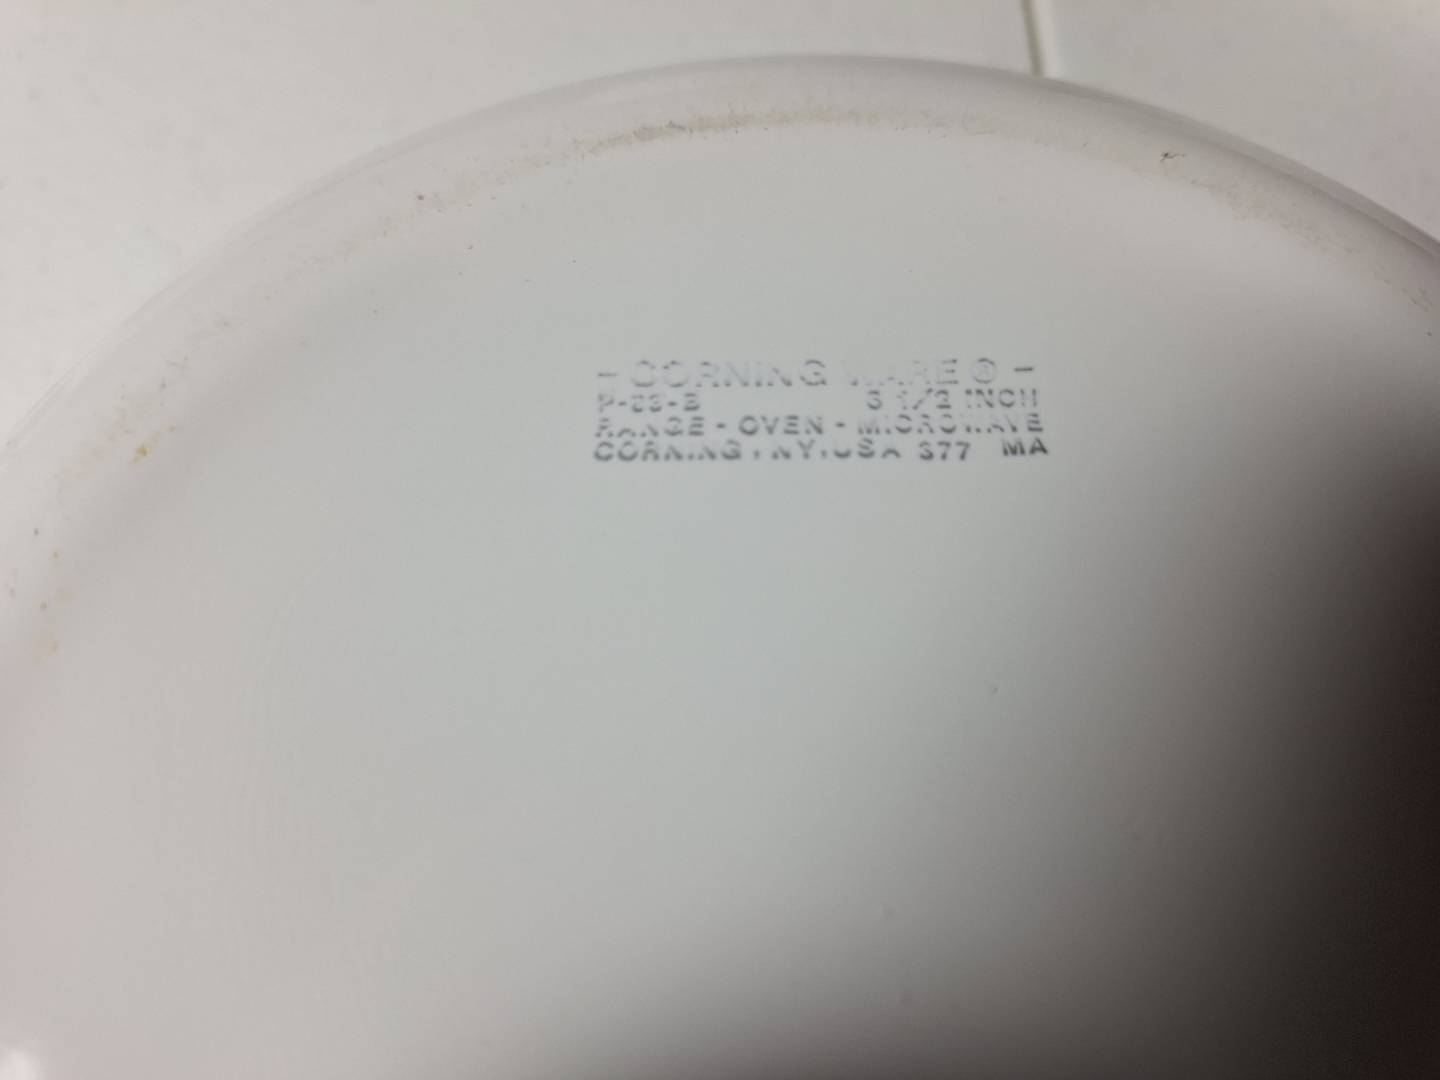 - CORNING WARE ® -
P-83-B 6 1/2 INCH
RANGE - OVEN - MICROWAVE
CORNING, NY, USA 377 MA